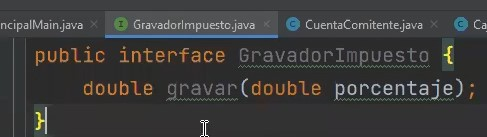 ncipalMain.java GravadorImpuesto.java CuentaComitente.java Ca
public interface GravadorImpuesto {
double gravar(double porcentaje);
}